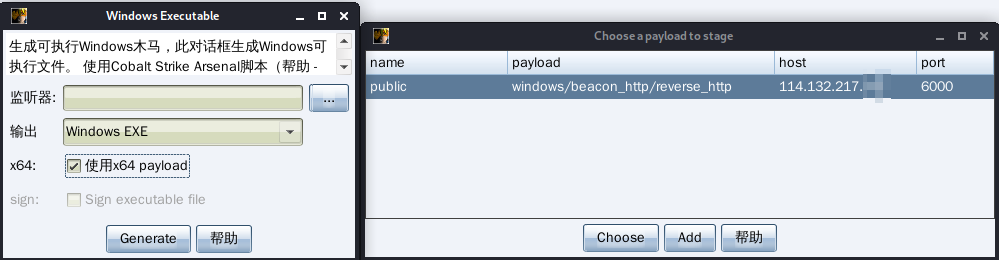 Windows Executable
生成可执行Windows木马，此对话框生成Windows可
执行文件。 使用Cobalt Strike Arsenal脚本（帮助 -
监听器: ...
输出 Windows EXE
x64: 使用x64 payload
sign: Sign executable file
Generate 帮助
Choose a payload to stage
name payload host port
public windows/beacon_http/reverse_http 114.132.217. 6000
Choose Add 帮助